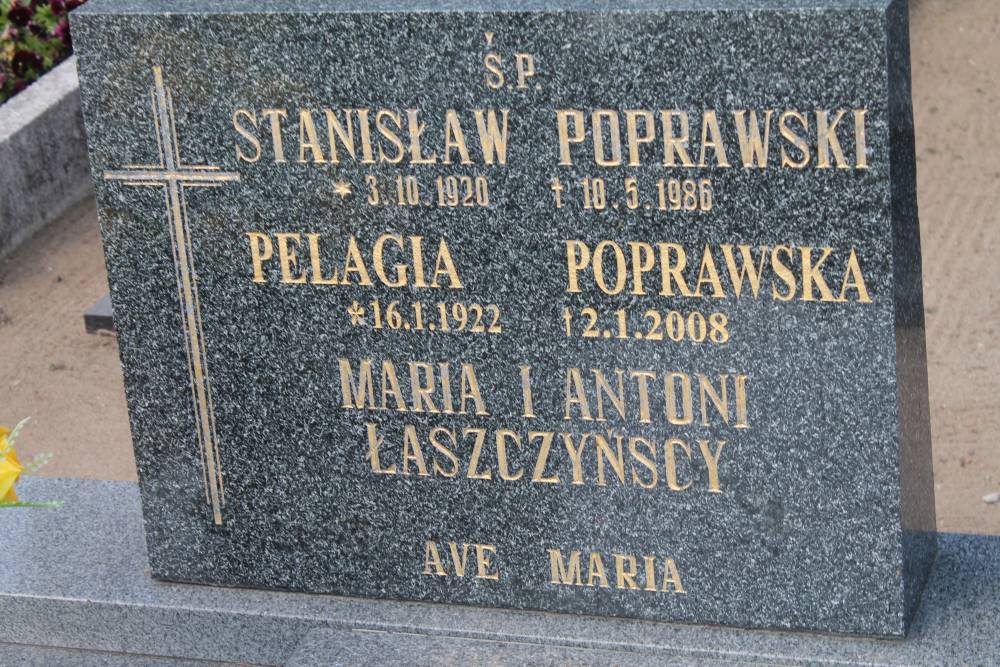 Ś.P.
STANISŁAW POPRAWSKI
* 3.10.1920 † 10.5.1986
PELAGIA POPRAWSKA
*16.1.1922 †2.1.2008
MARIA I ANTONI
ŁASZCZYŃSCY
AVE MARIA